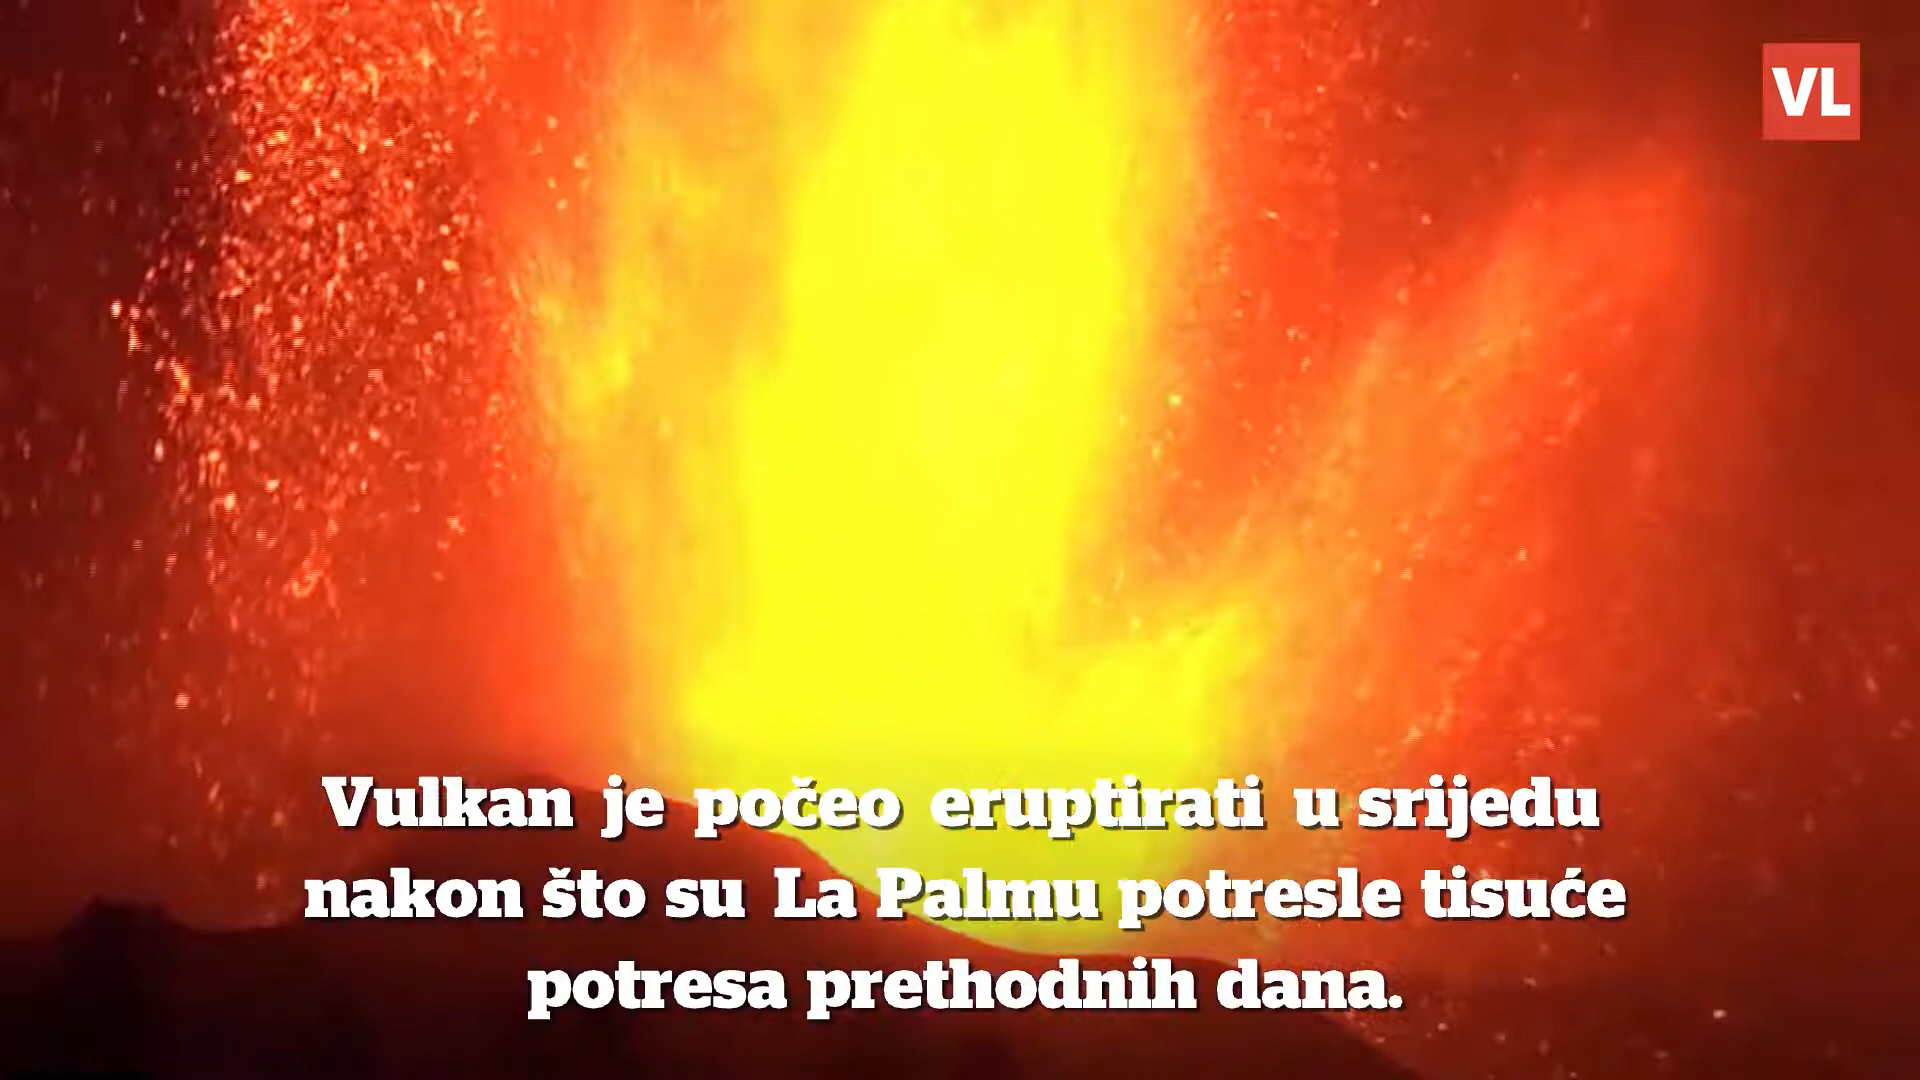 VL
Vulkan je počeo eruptirati u srijedu
nakon što su La Palmu potresle tisuće
potresa prethodnih dana.